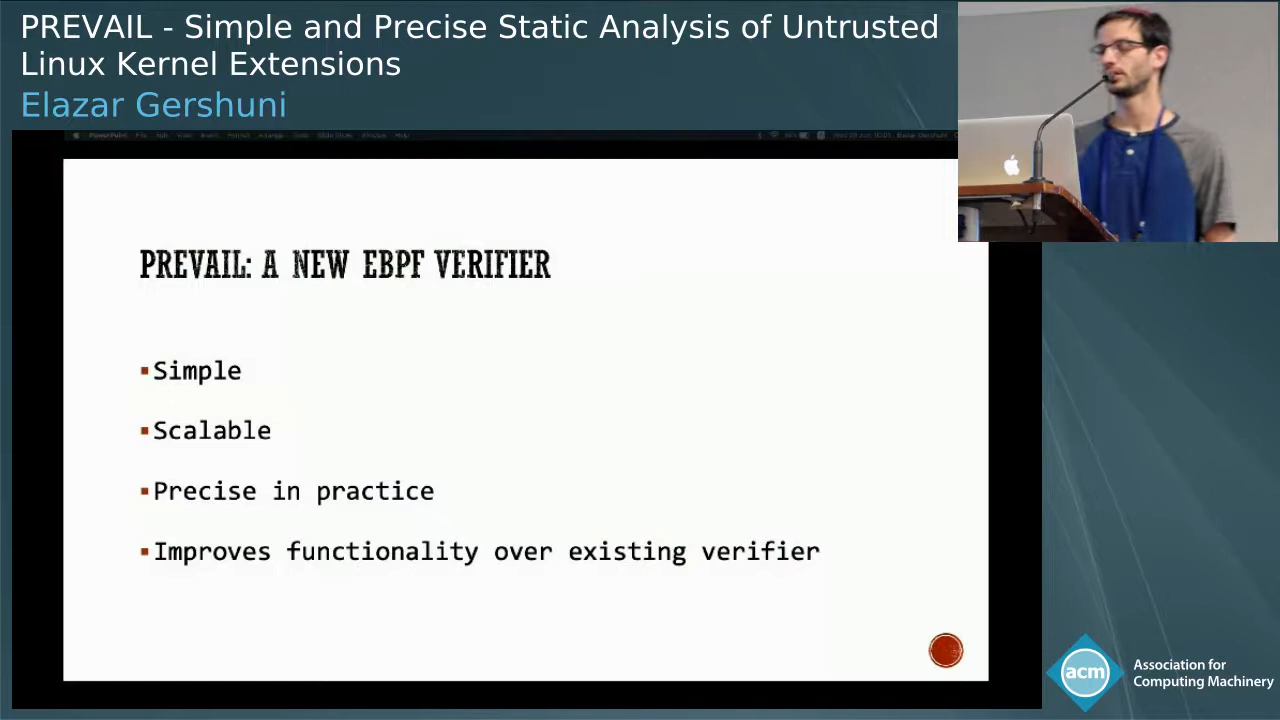 PREVAIL - Simple and Precise Static Analysis of Untrusted
Linux Kernel Extensions
Elazar Gershuni
PREVAIL: A NEW EBPF VERIFIER
▪Simple
▪Scalable
▪Precise in practice
▪Improves functionality over existing verifier
acm
Association for
Computing Machinery